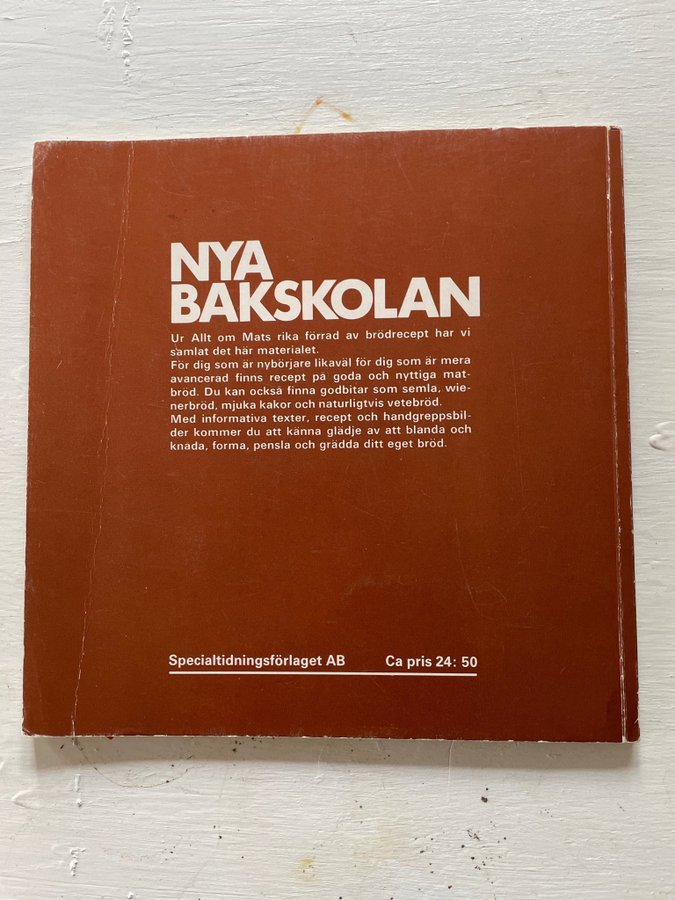 NYA
BAKSKOLAN
Ur Allt om Mats rika förrad av brödrecept har vi
samlat det här materialet.
För dig som är nybörjare likaväl för dig som är mera
avancerad finns recept på goda och nyttiga mat-
bröd. Du kan också finna godbitar som semla, wie-
nerbröd, mjuka kakor och naturligtvis vetebröd.
Med informativa texter, recept och handgreppsbil-
der kommer du att känna glädje av att blanda och
knåda, forma, pensla och grädda ditt eget bröd.
Specialtidningsförlaget AB Ca pris 24: 50